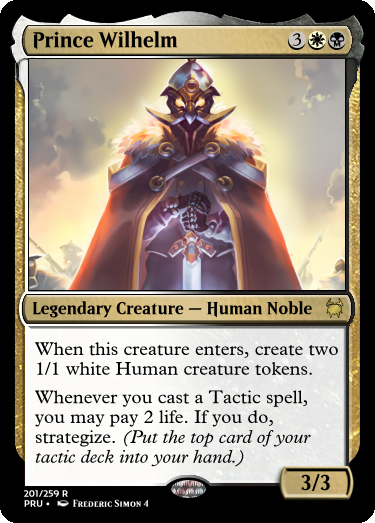 Prince Wilhelm 3
Legendary Creature — Human Noble
When this creature enters, create two
1/1 white Human creature tokens.
Whenever you cast a Tactic spell,
you may pay 2 life. If you do,
strategize. (Put the top card of your
tactic deck into your hand.)
3/3
201/259 R
PRU • Frederic Simon 4